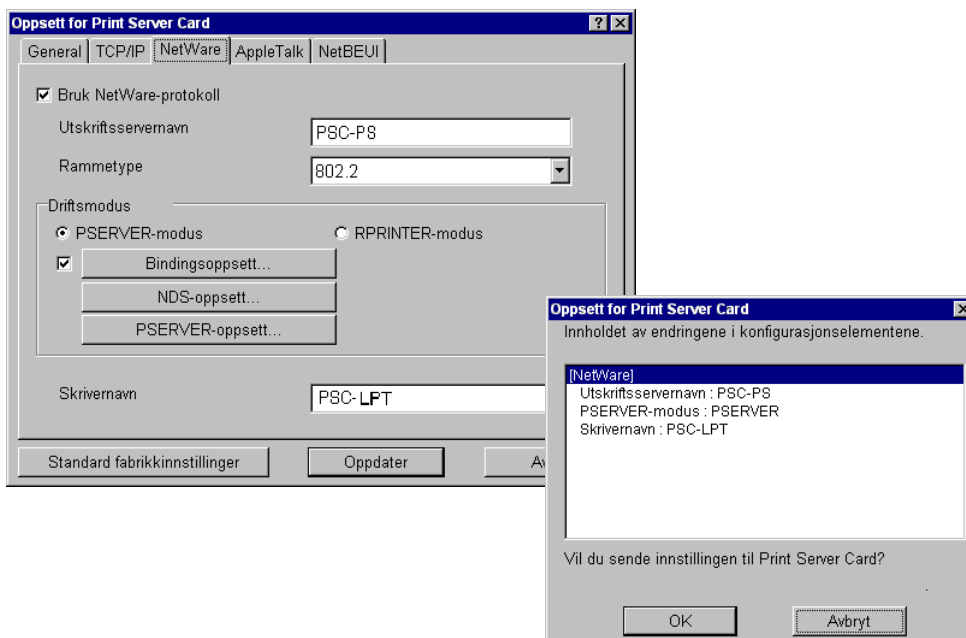 Oppsett for Print Server Card
General TCP/IP NetWare AppleTalk NetBEUI
Bruk NetWare-protokoll
Utskriftsservernavn PSC-PS
Rammetype 802.2
Driftsmodus
PSERVER-modus RPRINTER-modus
Bindingsoppsett...
NDS-oppsett...
PSERVER-oppsett...
Skrivernavn PSC-LPT
Standard fabrikkinnstillinger Oppdater
Oppsett for Print Server Card
Innholdet av endringene i konfigurasjonselementene.
[NetWare]
Utskriftsservernavn : PSC-PS
PSERVER-modus : PSERVER
Skrivernavn : PSC-LPT
Vil du sende innstillingen til Print Server Card?
OK Avbryt